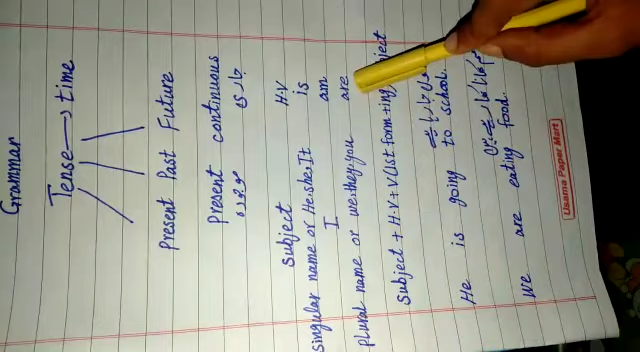 Grammar
Tense → time
Present Past Future
Present continuous
Subject H.V
singular name or He.she.It is
I am
plural name or we.they.you are
Subject + H.V + V(1st form+ing)
He is going to school.
We are eating food.
Usama Paper Mart